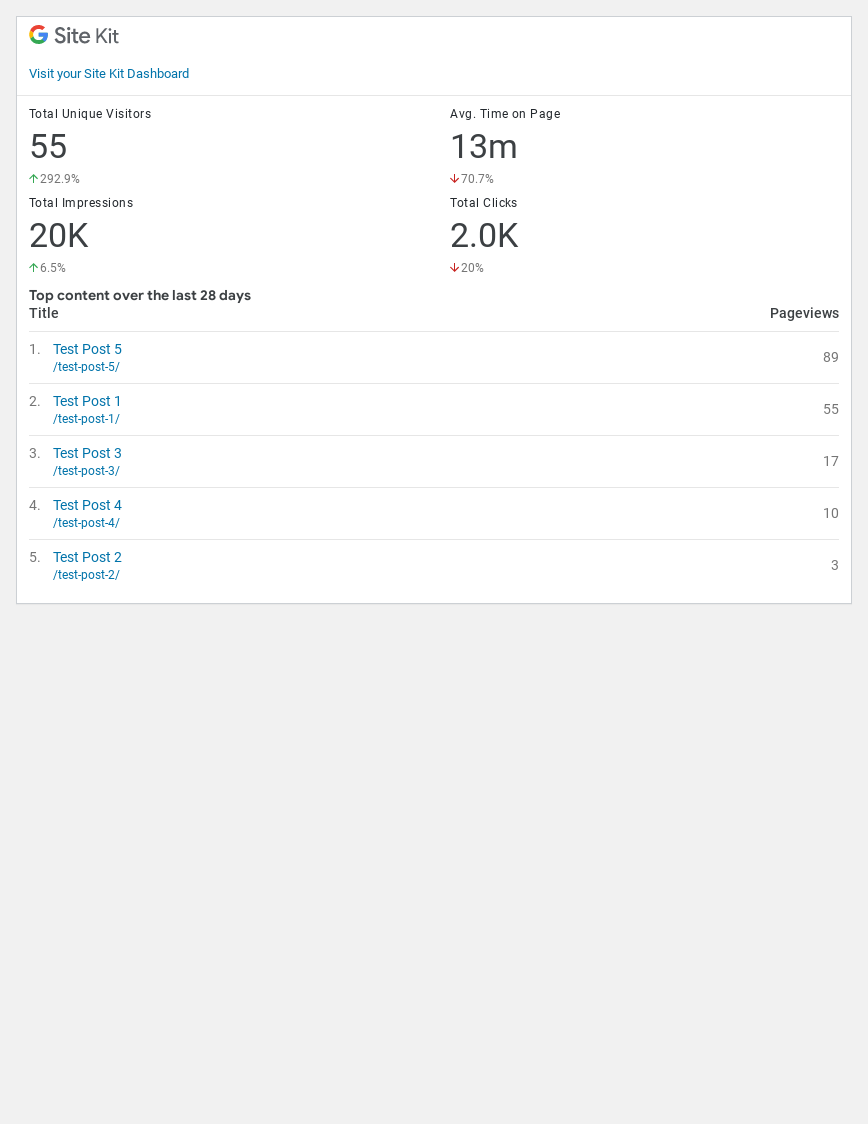 Site Kit
Visit your Site Kit Dashboard
Total Unique Visitors
55
292.9%
Avg. Time on Page
13m
70.7%
Total Impressions
20K
6.5%
Total Clicks
2.0K
20%
Top content over the last 28 days
Title Pageviews
1. Test Post 5
/test-post-5/
89
2. Test Post 1
/test-post-1/
55
3. Test Post 3
/test-post-3/
17
4. Test Post 4
/test-post-4/
10
5. Test Post 2
/test-post-2/
3